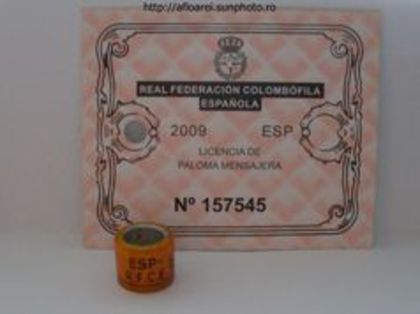 http://afloarei.sunphoto.ro
REAL FEDERACIÓN COLOMBÓFILA
ESPAÑOLA
2009 ESP
LICENCIA DE
PALOMA MENSAJERA
Nº 157545
ESP
R.F.C.E